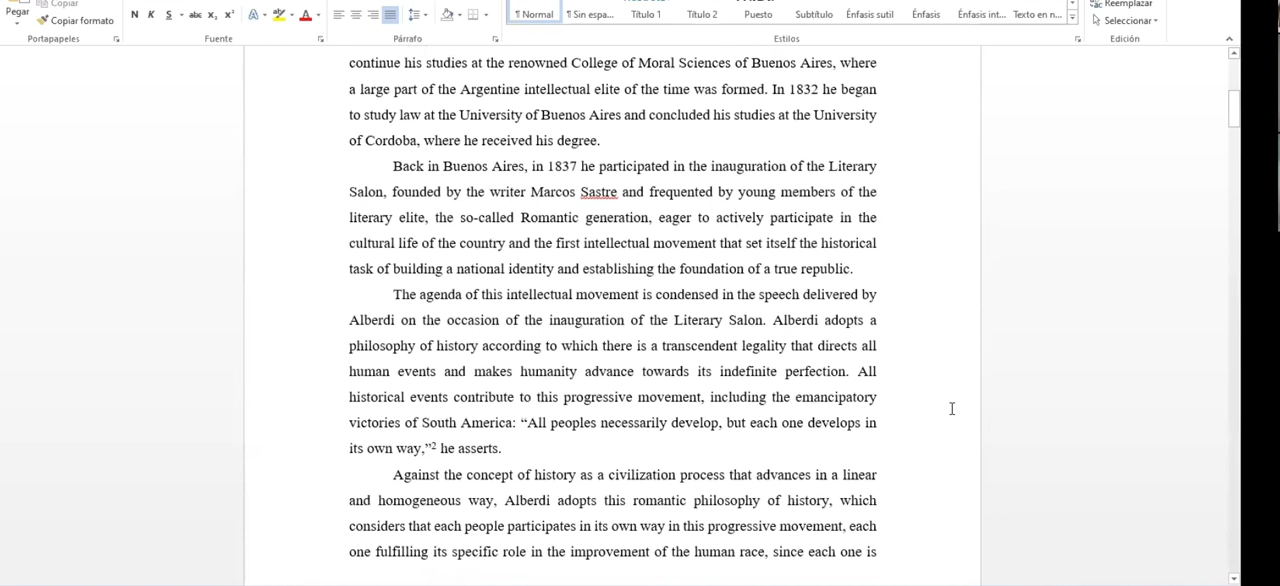 Copiar
Pegar
Copiar formato
Portapapeles
N K S abc x₂ x² A aby A
Fuente
Párrafo
¶ Normal ¶ Sin espa... Título 1 Título 2 Puesto Subtítulo Énfasis sutil Énfasis Énfasis int... Texto en n...
Estilos
Reemplazar
Seleccionar
Edición
continue his studies at the renowned College of Moral Sciences of Buenos Aires, where
a large part of the Argentine intellectual elite of the time was formed. In 1832 he began
to study law at the University of Buenos Aires and concluded his studies at the University
of Cordoba, where he received his degree.
Back in Buenos Aires, in 1837 he participated in the inauguration of the Literary
Salon, founded by the writer Marcos Sastre and frequented by young members of the
literary elite, the so-called Romantic generation, eager to actively participate in the
cultural life of the country and the first intellectual movement that set itself the historical
task of building a national identity and establishing the foundation of a true republic.
The agenda of this intellectual movement is condensed in the speech delivered by
Alberdi on the occasion of the inauguration of the Literary Salon. Alberdi adopts a
philosophy of history according to which there is a transcendent legality that directs all
human events and makes humanity advance towards its indefinite perfection. All
historical events contribute to this progressive movement, including the emancipatory
victories of South America: “All peoples necessarily develop, but each one develops in
its own way,”² he asserts.
Against the concept of history as a civilization process that advances in a linear
and homogeneous way, Alberdi adopts this romantic philosophy of history, which
considers that each people participates in its own way in this progressive movement, each
one fulfilling its specific role in the improvement of the human race, since each one is